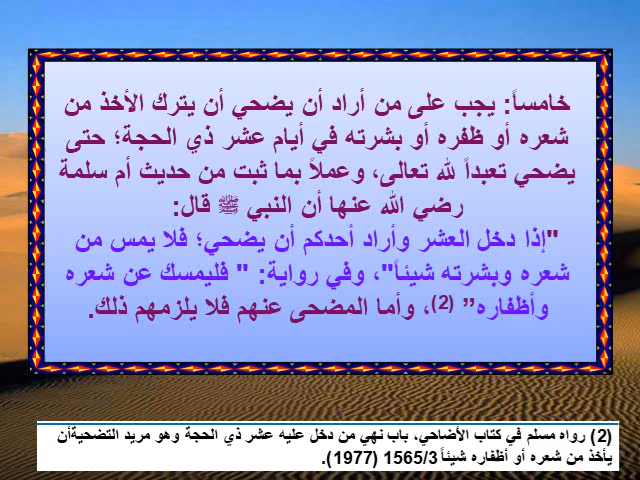 خامساً: يجب على من أراد أن يضحي أن يترك الأخذ من
شعره أو ظفره أو بشرته في أيام عشر ذي الحجة؛ حتى
يضحي تعبداً لله تعالى، وعملاً بما ثبت من حديث أم سلمة
رضي الله عنها أن النبي ﷺ قال:
"إذا دخل العشر وأراد أحدكم أن يضحي؛ فلا يمس من
شعره وبشرته شيئاً"، وفي رواية: " فليمسك عن شعره
وأظفاره” (2)، وأما المضحى عنهم فلا يلزمهم ذلك.
(2) رواه مسلم في كتاب الأضاحي، باب نهي من دخل عليه عشر ذي الحجة وهو مريد التضحيةأن
يأخذ من شعره أو أظفاره شيئاً 1565/3 (1977).